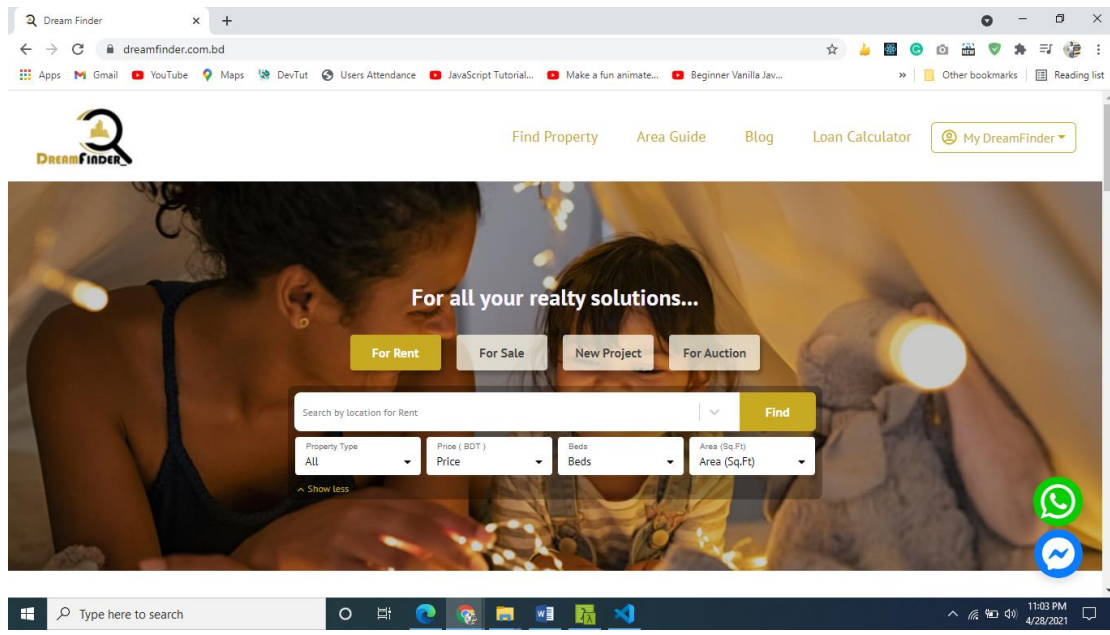 Dream Finder
dreamfinder.com.bd
NEW
Apps Gmail YouTube Maps DevTut Users Attendance JavaScript Tutorial... Make a fun animate... Beginner Vanilla Jav... » Other bookmarks Reading list
DREAMFINDER
Find Property Area Guide Blog Loan Calculator My DreamFinder
For all your realty solutions...
For Rent For Sale New Project For Auction
Search by location for Rent Find
Property Type Price ( BDT ) Beds Area (Sq.Ft)
All Price Beds Area (Sq.Ft)
Show less
Type here to search
11:03 PM
4/28/2021